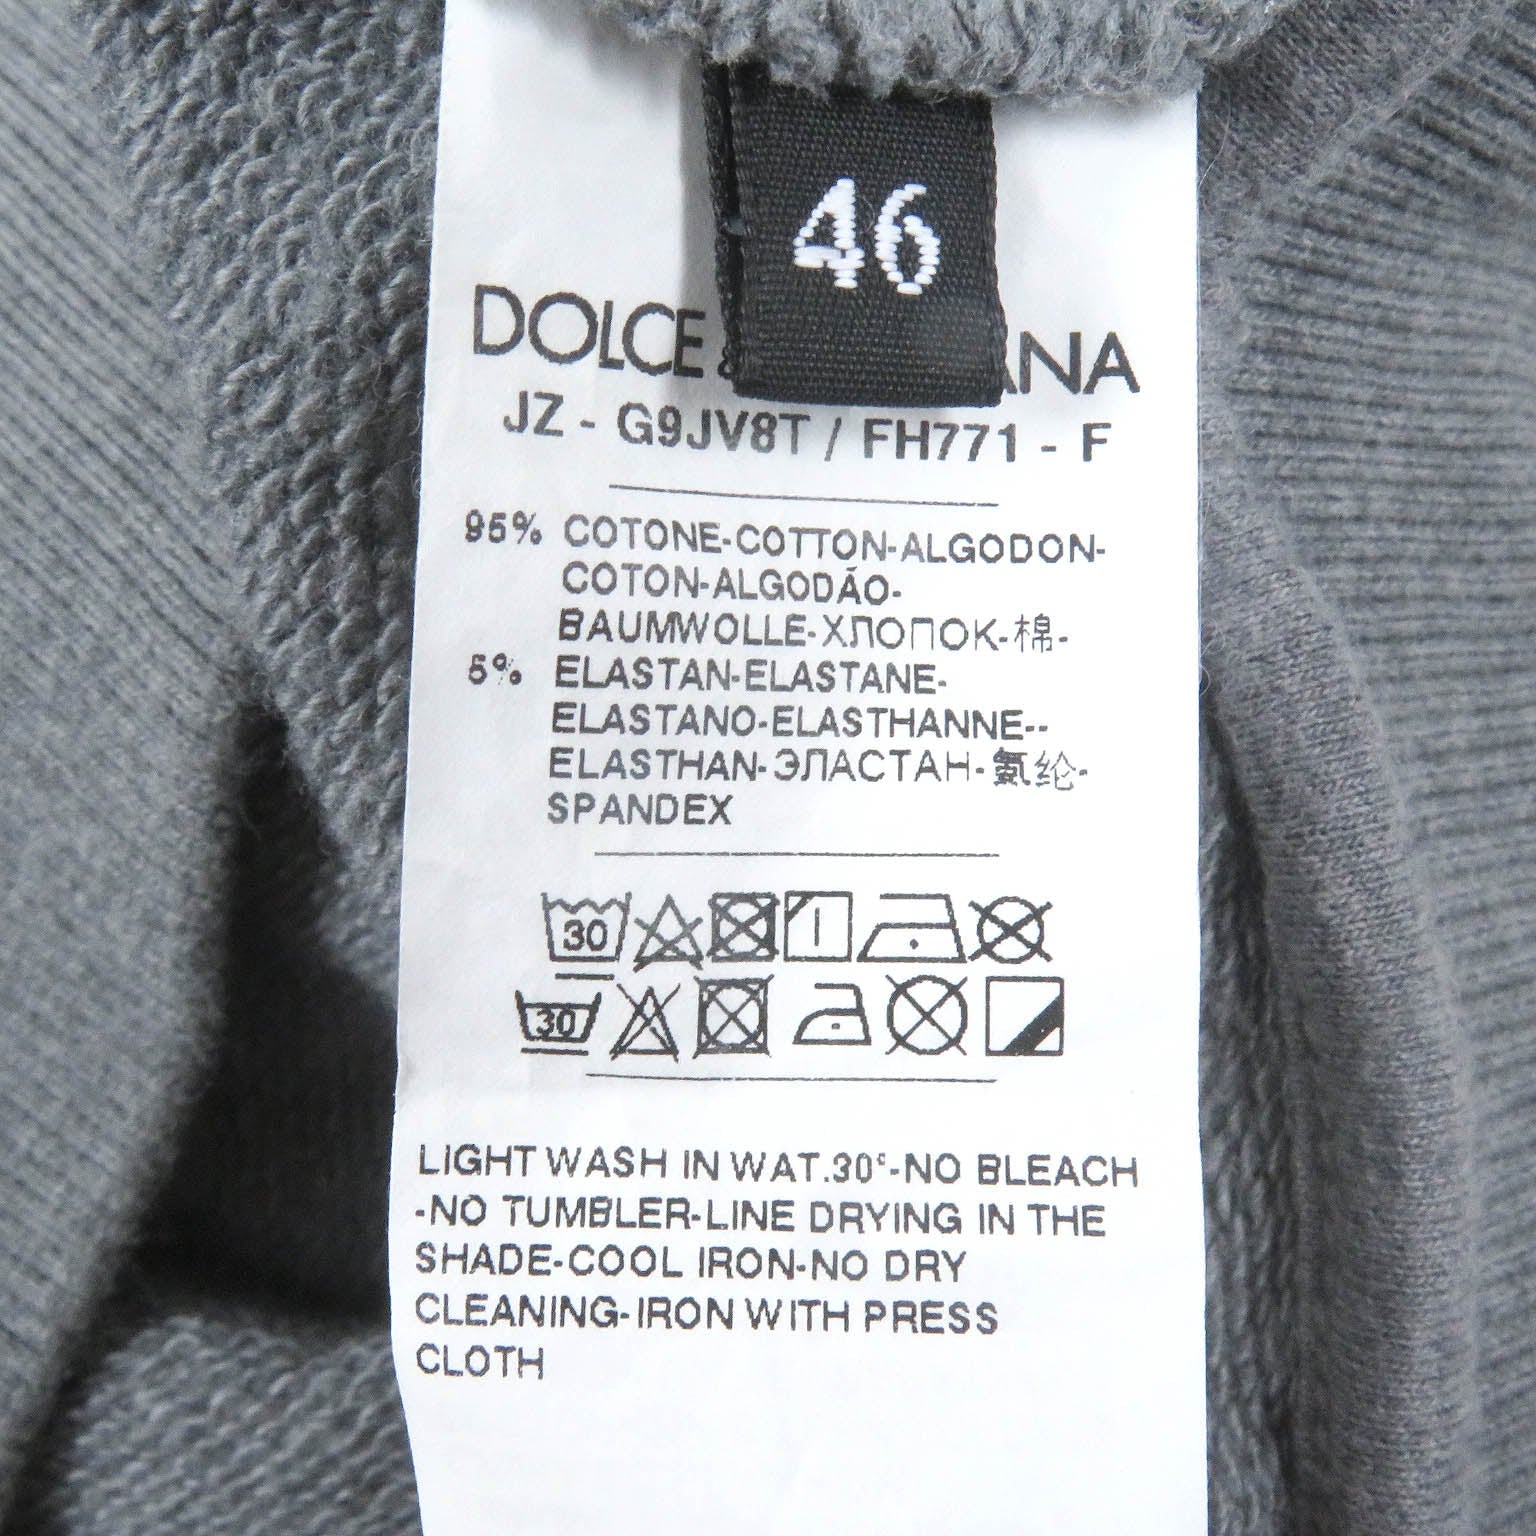 46
DOLCE
JZ - G9JV8T / FH771 - F
95% COTONE-COTTON-ALGODON-
COTON-ALGODÃO-
BAUMWOLLE-ХЛОПОК-棉-
5% ELASTAN-ELASTANE-
ELASTANO-ELASTHANNE--
ELASTHAN-ЭЛАСТАН-氨纶-
SPANDEX
30
30
LIGHT WASH IN WAT.30°-NO BLEACH
-NO TUMBLER-LINE DRYING IN THE
SHADE-COOL IRON-NO DRY
CLEANING-IRON WITH PRESS
CLOTH